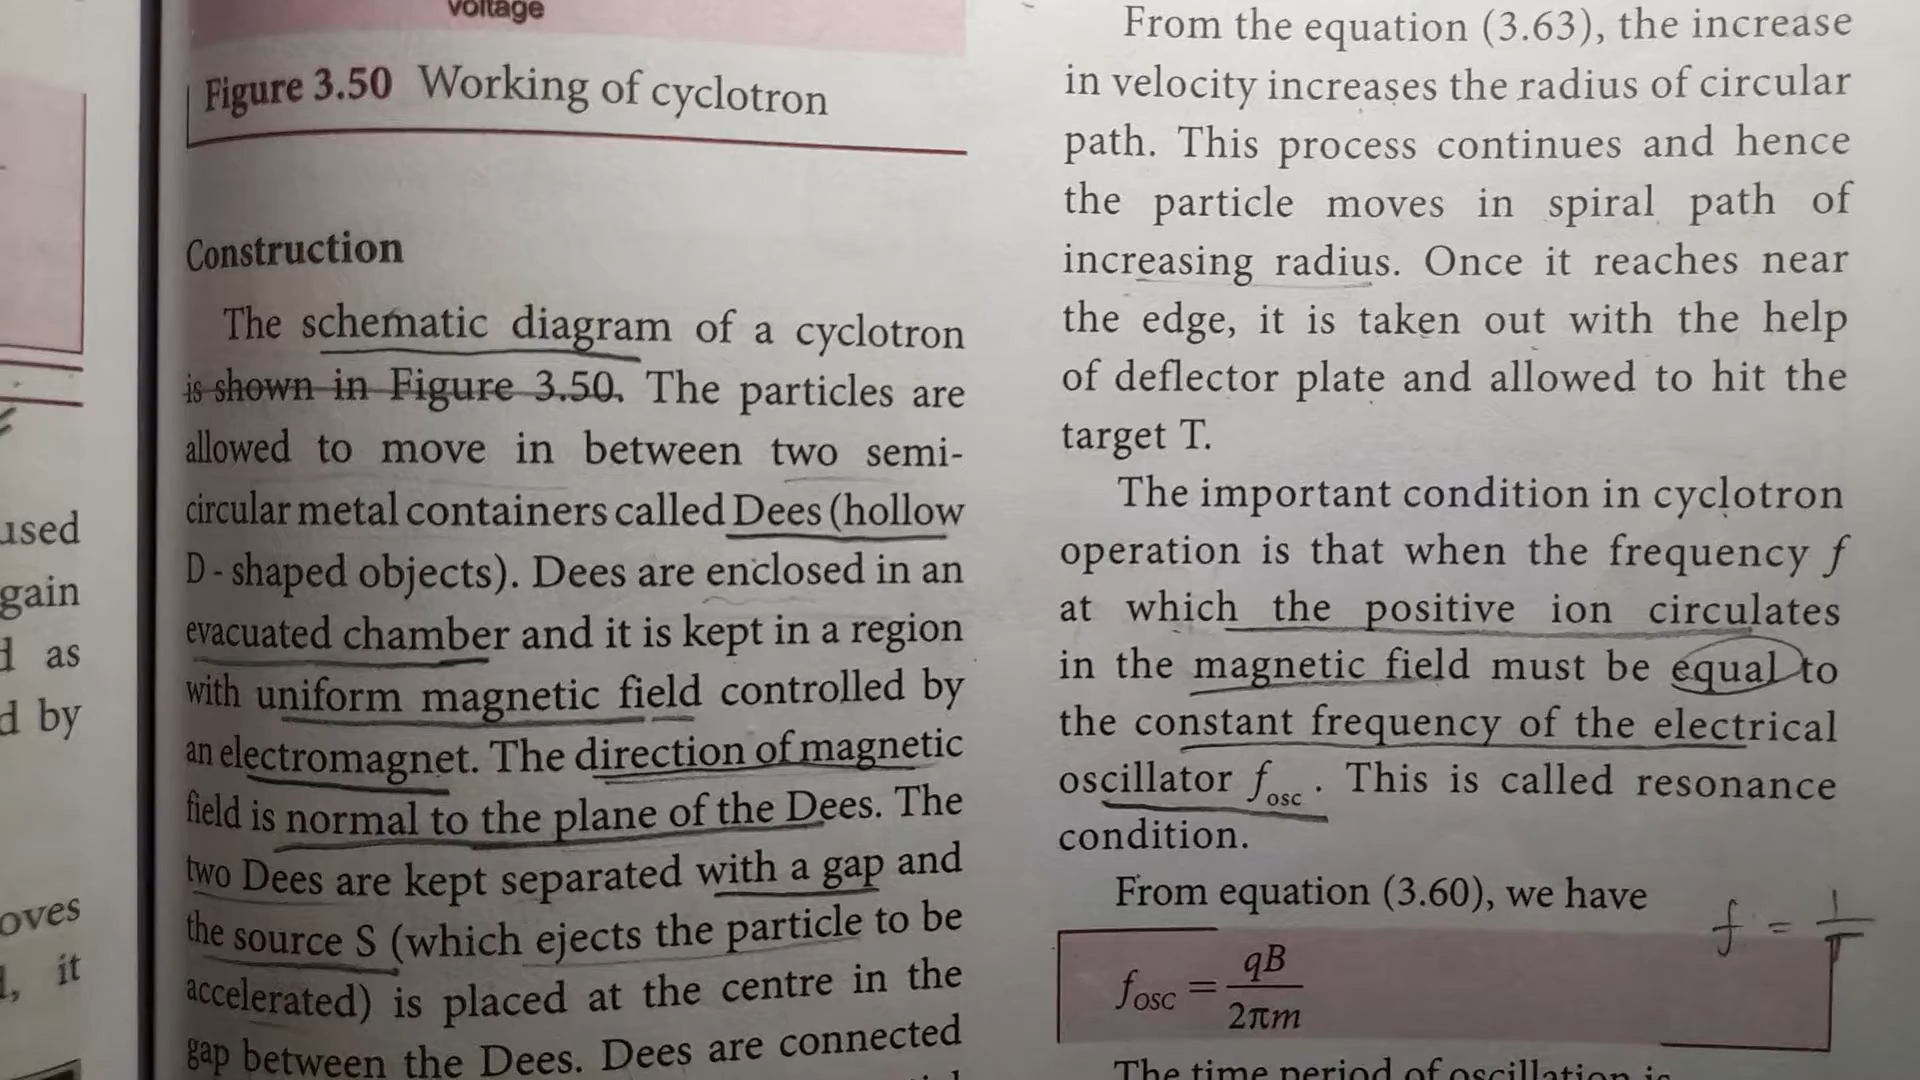 voltage
Figure 3.50 Working of cyclotron
Construction
The schematic diagram of a cyclotron
is shown in Figure 3.50. The particles are
allowed to move in between two semi-
circular metal containers called Dees (hollow
D - shaped objects). Dees are enclosed in an
evacuated chamber and it is kept in a region
with uniform magnetic field controlled by
an electromagnet. The direction of magnetic
field is normal to the plane of the Dees. The
two Dees are kept separated with a gap and
the source S (which ejects the particle to be
accelerated) is placed at the centre in the
gap between the Dees. Dees are connected
From the equation (3.63), the increase
in velocity increases the radius of circular
path. This process continues and hence
the particle moves in spiral path of
increasing radius. Once it reaches near
the edge, it is taken out with the help
of deflector plate and allowed to hit the
target T.
The important condition in cyclotron
operation is that when the frequency f
at which the positive ion circulates
in the magnetic field must be equal to
the constant frequency of the electrical
oscillator fosc . This is called resonance
condition.
From equation (3.60), we have
f = 1/T
fosc = qB/2πm
The time period of oscillation is
used
gain
as
by
oves
it